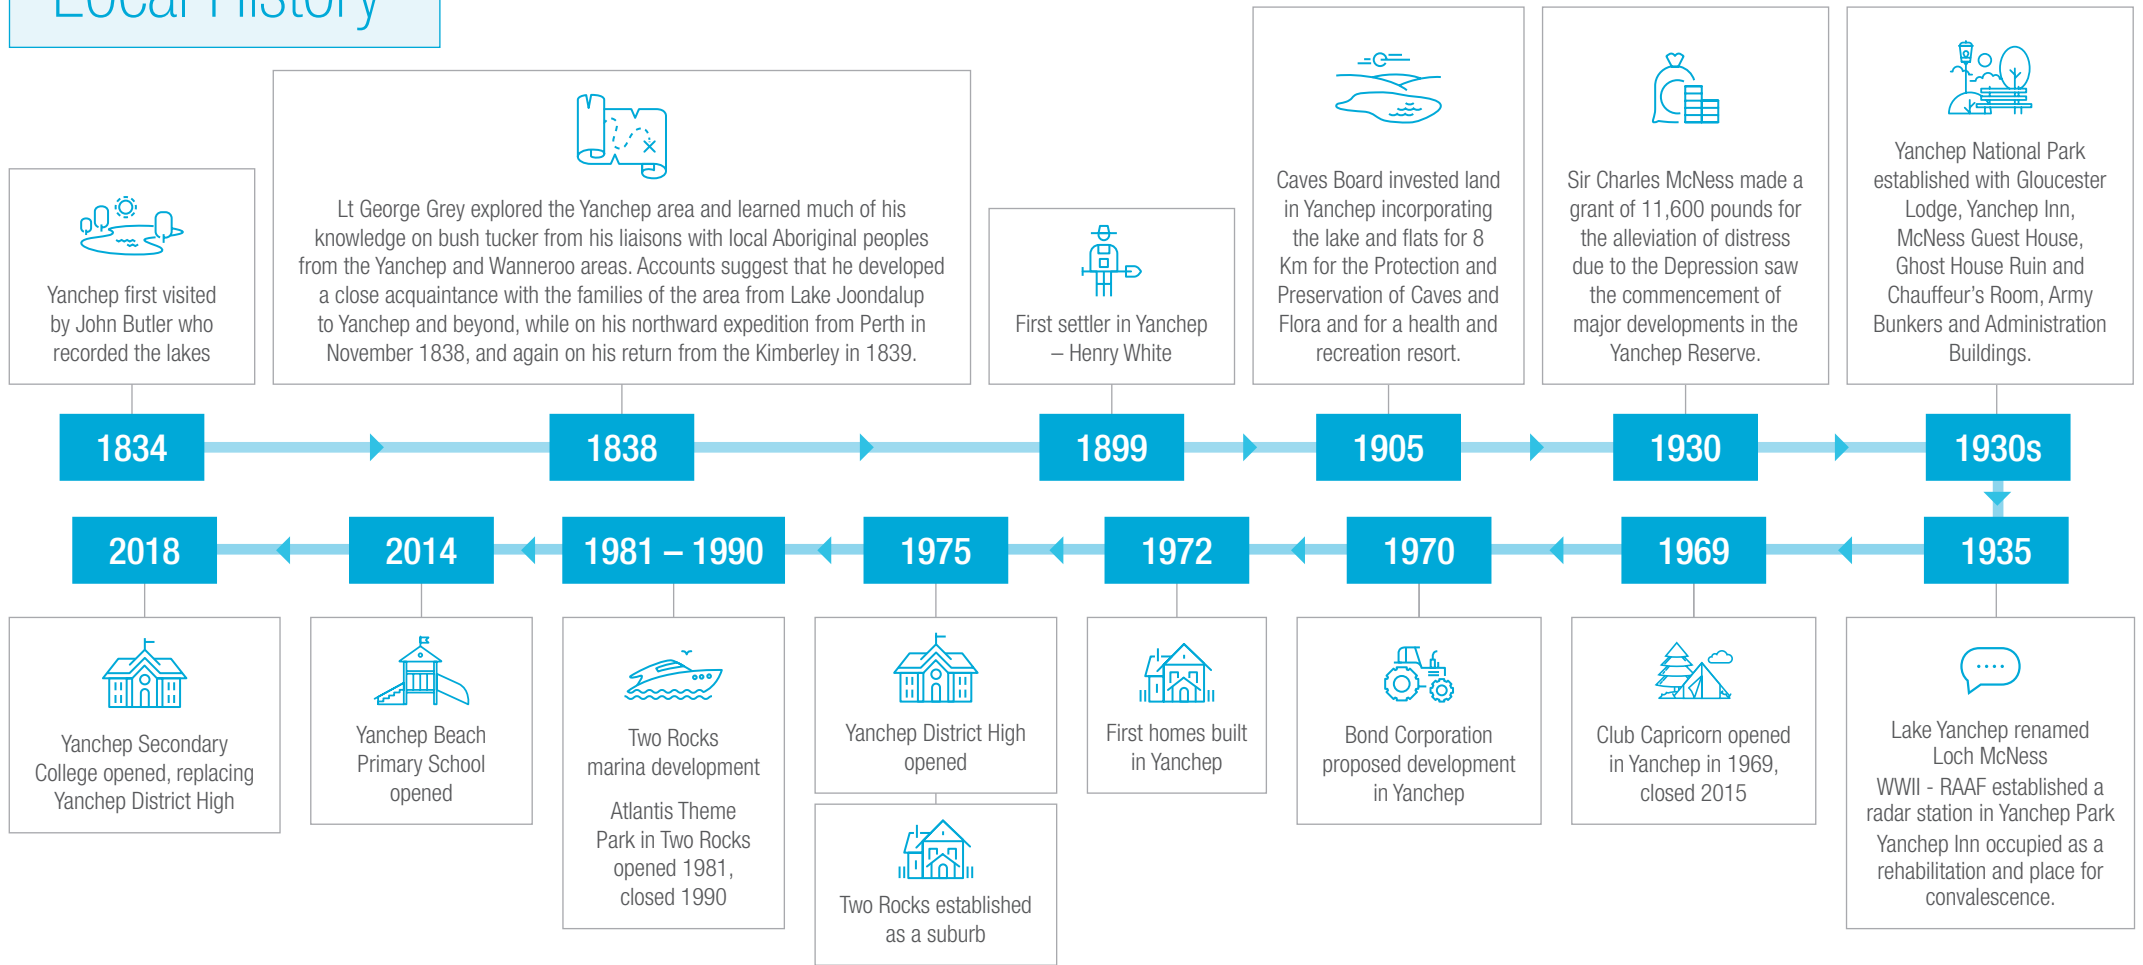 Local History
Yanchep first visited
by John Butler who
recorded the lakes
1834
Lt George Grey explored the Yanchep area and learned much of his
knowledge on bush tucker from his liaisons with local Aboriginal peoples
from the Yanchep and Wanneroo areas. Accounts suggest that he developed
a close acquaintance with the families of the area from Lake Joondalup
to Yanchep and beyond, while on his northward expedition from Perth in
November 1838, and again on his return from the Kimberley in 1839.
1838
First settler in Yanchep
– Henry White
1899
Caves Board invested land
in Yanchep incorporating
the lake and flats for 8
Km for the Protection and
Preservation of Caves and
Flora and for a health and
recreation resort.
1905
Sir Charles McNess made a
grant of 11,600 pounds for
the alleviation of distress
due to the Depression saw
the commencement of
major developments in the
Yanchep Reserve.
1930
Yanchep National Park
established with Gloucester
Lodge, Yanchep Inn,
McNess Guest House,
Ghost House Ruin and
Chauffeur's Room, Army
Bunkers and Administration
Buildings.
1930s
1935
Lake Yanchep renamed
Loch McNess
WWII - RAAF established a
radar station in Yanchep Park
Yanchep Inn occupied as a
rehabilitation and place for
convalescence.
1969
Club Capricorn opened
in Yanchep in 1969,
closed 2015
1970
Bond Corporation
proposed development
in Yanchep
1972
First homes built
in Yanchep
1975
Yanchep District High
opened
Two Rocks established
as a suburb
1981 – 1990
Two Rocks
marina development
Atlantis Theme
Park in Two Rocks
opened 1981,
closed 1990
2014
Yanchep Beach
Primary School
opened
2018
Yanchep Secondary
College opened, replacing
Yanchep District High